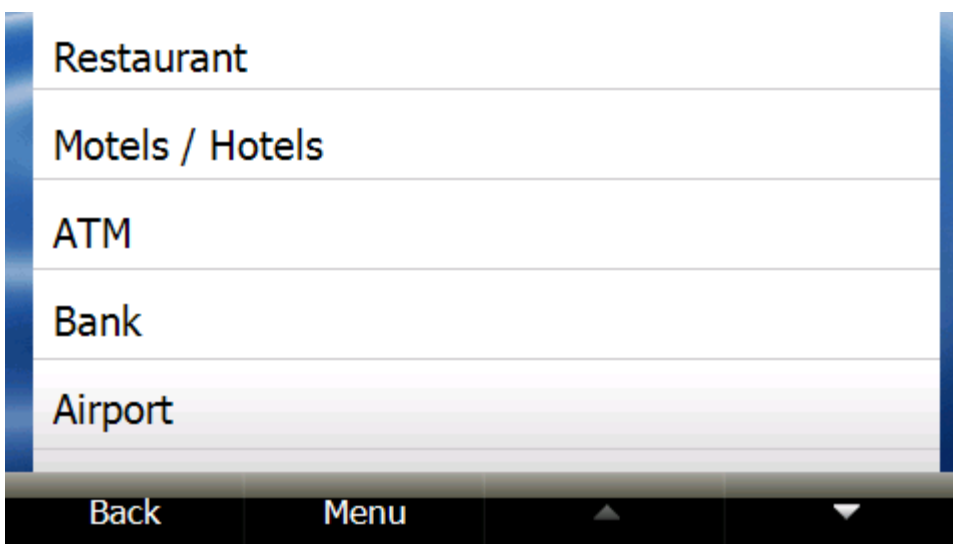 Restaurant
Motels / Hotels
ATM
Bank
Airport
Back Menu